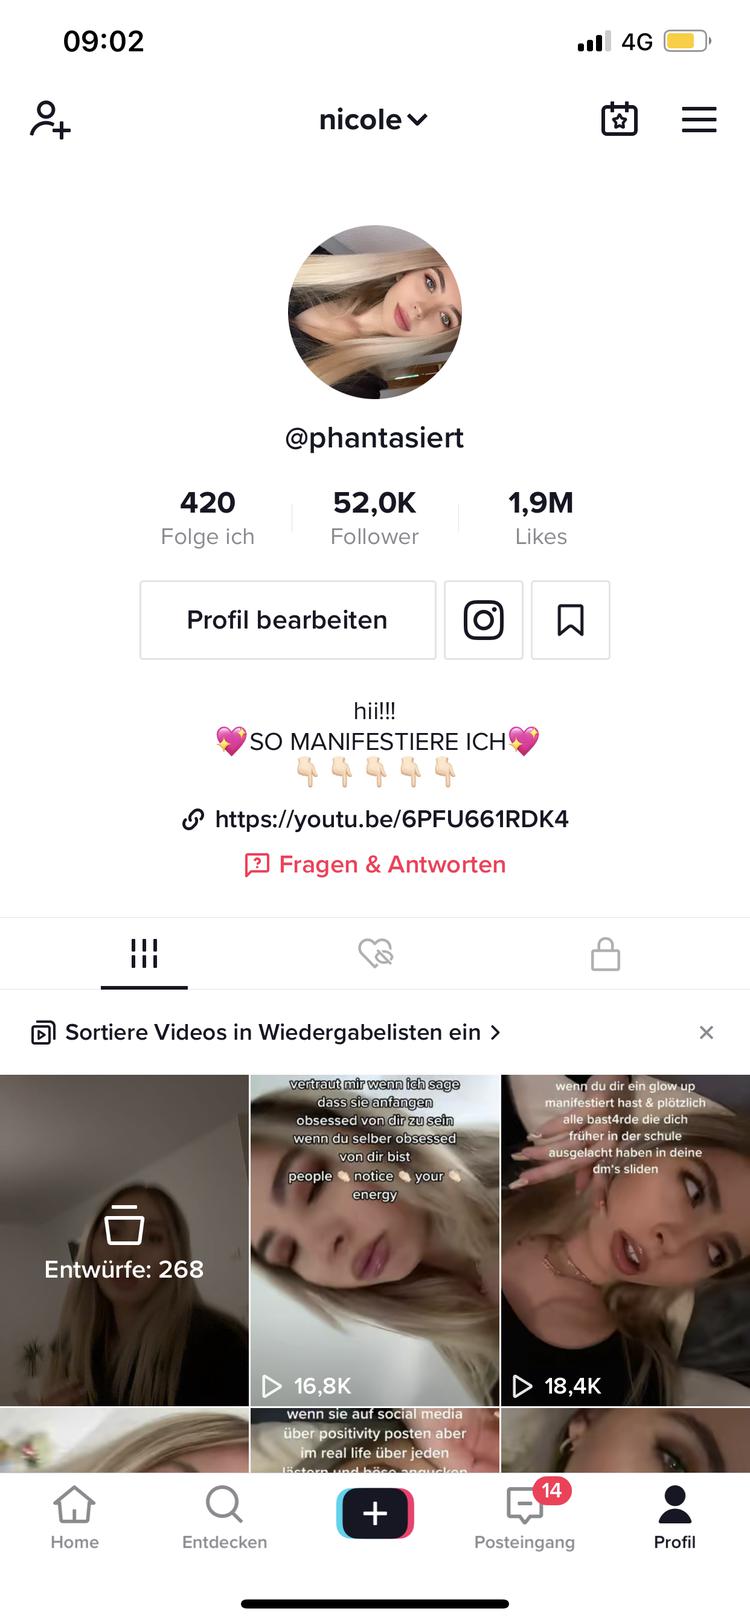 09:02
4G
nicole
@phantasiert
420
52,0K
1,9M
Folge ich
Follower
Likes
Profil bearbeiten
hii!!!
💖SO MANIFESTIERE ICH💖
👇🏻👇🏻👇🏻👇🏻👇🏻
https://youtu.be/6PFU661RDK4
Fragen & Antworten
Sortiere Videos in Wiedergabelisten ein
Entwürfe: 268
vertraut mir wenn ich sage
dass sie anfangen
obsessed von dir zu sein
wenn du selber obsessed
von dir bist
people 👏🏻 notice 👏🏻 your 👏🏻
energy
16,8K
wenn du dir ein glow up
manifestiert hast & plötzlich
alle bast4rde die dich
früher in der schule
ausgelacht haben in deine
dm's sliden
18,4K
wenn sie auf social media
über positivity posten aber
im real life über jeden
lästern und böse angucken
Home
Entdecken
14
Posteingang
Profil